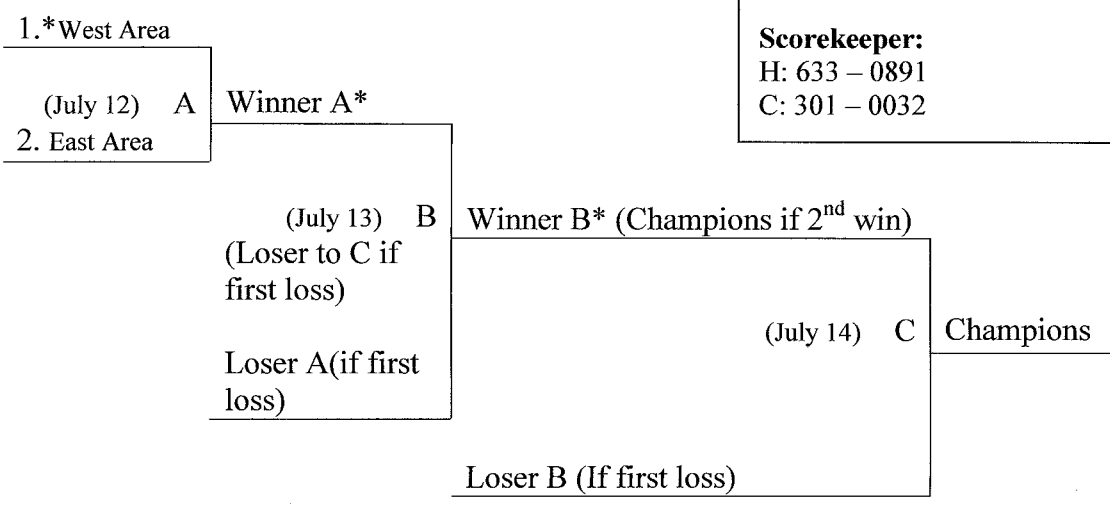 1.*West Area
Scorekeeper:
H: 633 – 0891
C: 301 – 0032
(July 12) A
Winner A*
2. East Area
(July 13) B
Winner B* (Champions if 2nd win)
(Loser to C if
first loss)
(July 14) C
Champions
Loser A(if first
loss)
Loser B (If first loss)